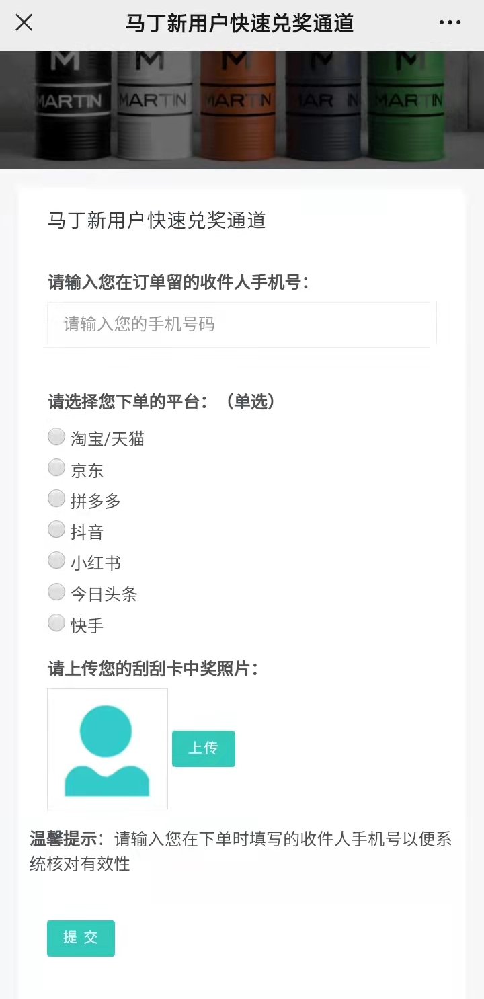 马丁新用户快速兑奖通道
M M M M M
MARTIN MARTIN MARTIN MAR IN MARTIN
马丁新用户快速兑奖通道
请输入您在订单留的收件人手机号：
请输入您的手机号码
请选择您下单的平台：（单选）
淘宝/天猫
京东
拼多多
抖音
小红书
今日头条
快手
请上传您的刮刮卡中奖照片：
上传
温馨提示：请输入您在下单时填写的收件人手机号以便系
统核对有效性
提交